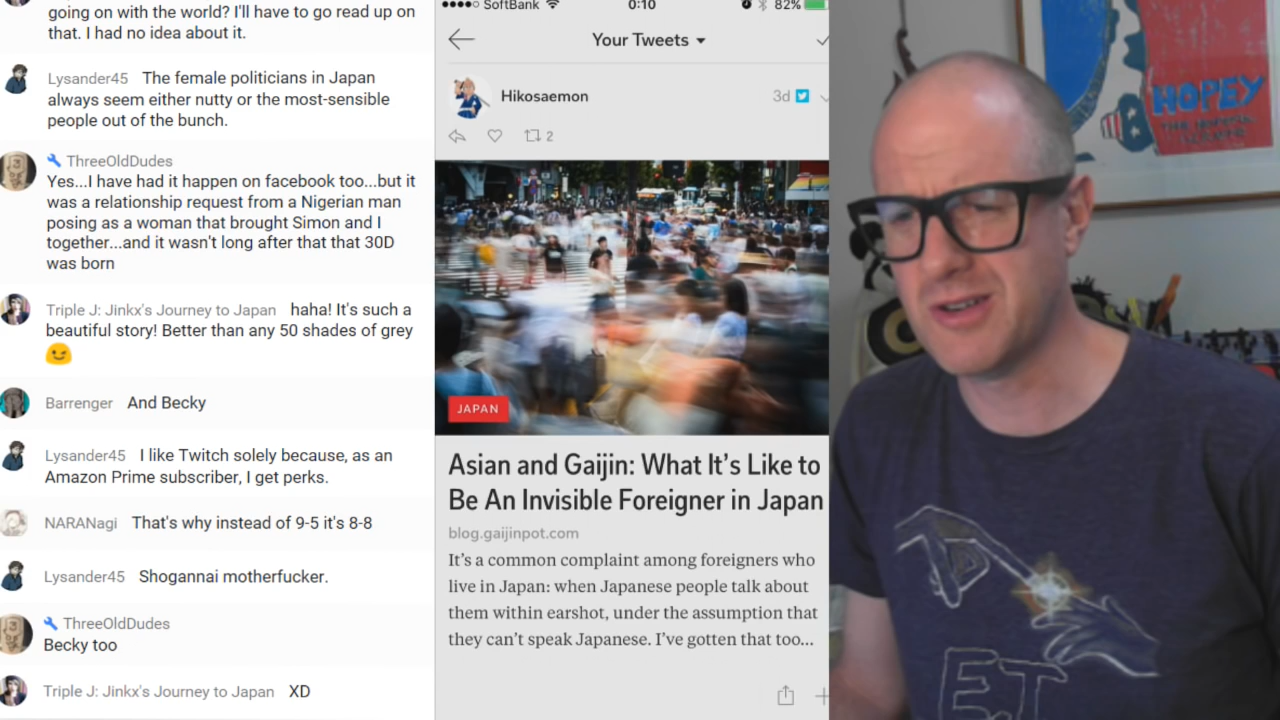 going on with the world? I'll have to go read up on
that. I had no idea about it.
Lysander45 The female politicians in Japan
always seem either nutty or the most-sensible
people out of the bunch.
ThreeOldDudes
Yes...I have had it happen on facebook too...but it
was a relationship request from a Nigerian man
posing as a woman that brought Simon and I
together...and it wasn't long after that that 30D
was born
Triple J: Jinkx's Journey to Japan haha! It's such a
beautiful story! Better than any 50 shades of grey
😉
Barrenger And Becky
Lysander45 I like Twitch solely because, as an
Amazon Prime subscriber, I get perks.
NARANagi That's why instead of 9-5 it's 8-8
Lysander45 Shogannai motherfucker.
ThreeOldDudes
Becky too
Triple J: Jinkx's Journey to Japan XD
SoftBank 0:10 82%
Your Tweets
Hikosaemon 3d
2
JAPAN
Asian and Gaijin: What It's Like to
Be An Invisible Foreigner in Japan
blog.gaijinpot.com
It's a common complaint among foreigners who
live in Japan: when Japanese people talk about
them within earshot, under the assumption that
they can't speak Japanese. I've gotten that too...
HOPEY
E.T